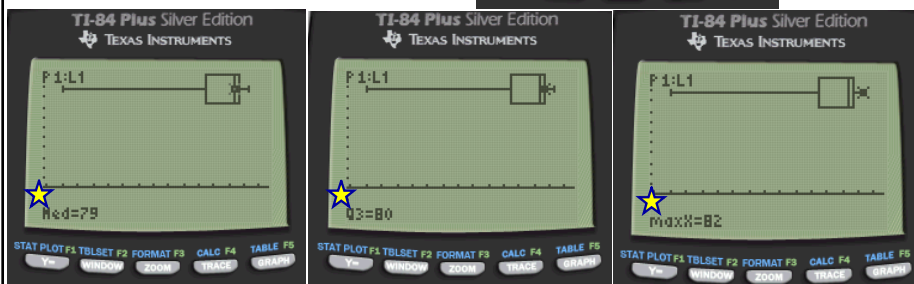 TI-84 Plus Silver Edition
TEXAS INSTRUMENTS
P1:L1
Med=79
STAT PLOT F1 TBLSET F2 FORMAT F3 CALC F4 TABLE F5
Y= WINDOW ZOOM TRACE GRAPH
TI-84 Plus Silver Edition
TEXAS INSTRUMENTS
P1:L1
Q3=80
STAT PLOT F1 TBLSET F2 FORMAT F3 CALC F4 TABLE F5
Y= WINDOW ZOOM TRACE GRAPH
TI-84 Plus Silver Edition
TEXAS INSTRUMENTS
P1:L1
maxX=82
STAT PLOT F1 TBLSET F2 FORMAT F3 CALC F4 TABLE F5
Y= WINDOW ZOOM TRACE GRAPH